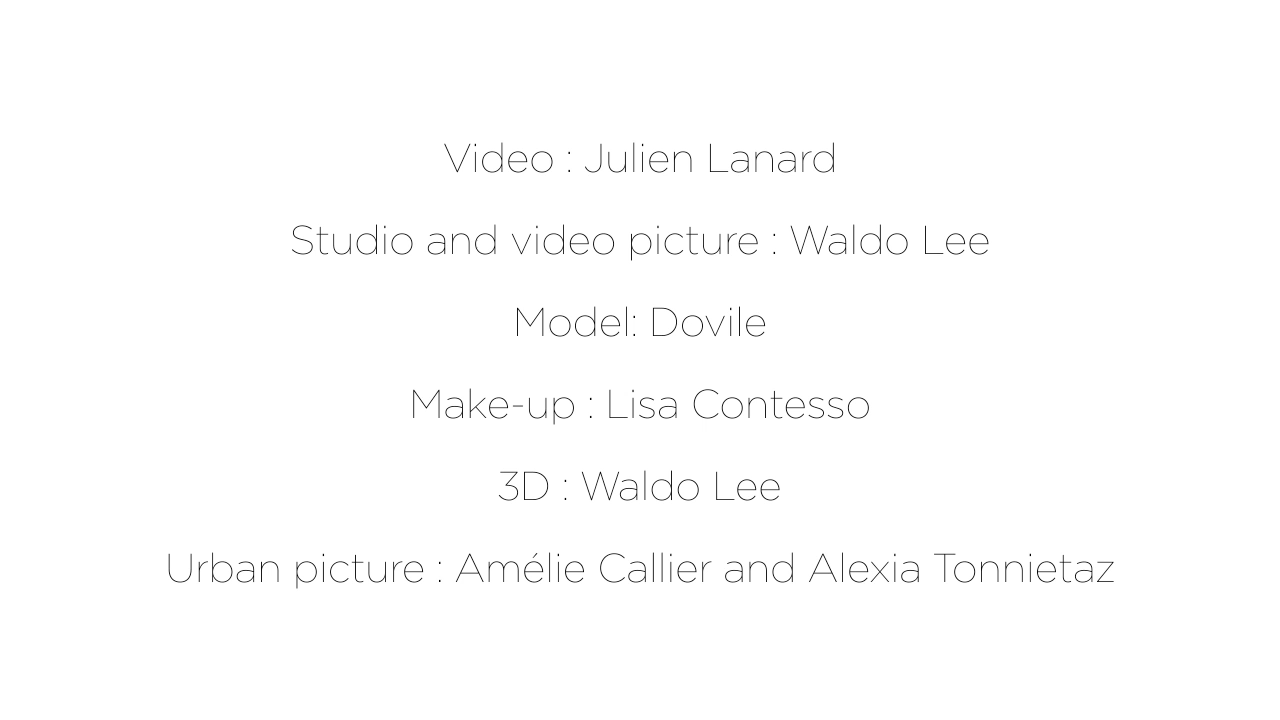 Video : Julien Lanard
Studio and video picture : Waldo Lee
Model: Dovile
Make-up : Lisa Contesso
3D : Waldo Lee
Urban picture : Amélie Callier and Alexia Tonnietaz